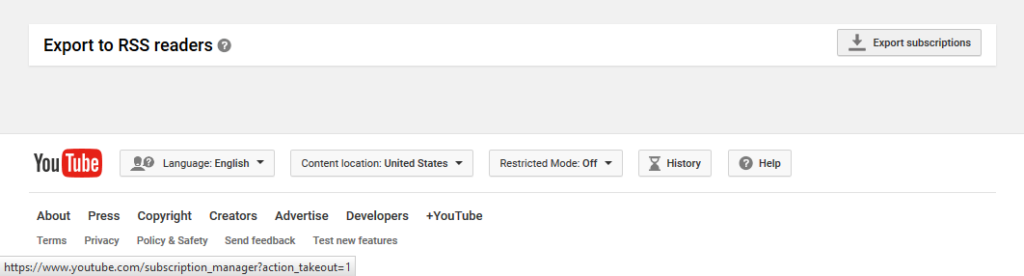 Export to RSS readers ?
Export subscriptions
YouTube
? Language: English
Content location: United States
Restricted Mode: Off
History
? Help
About Press Copyright Creators Advertise Developers +YouTube
Terms Privacy Policy & Safety Send feedback Test new features
https://www.youtube.com/subscription_manager?action_takeout=1